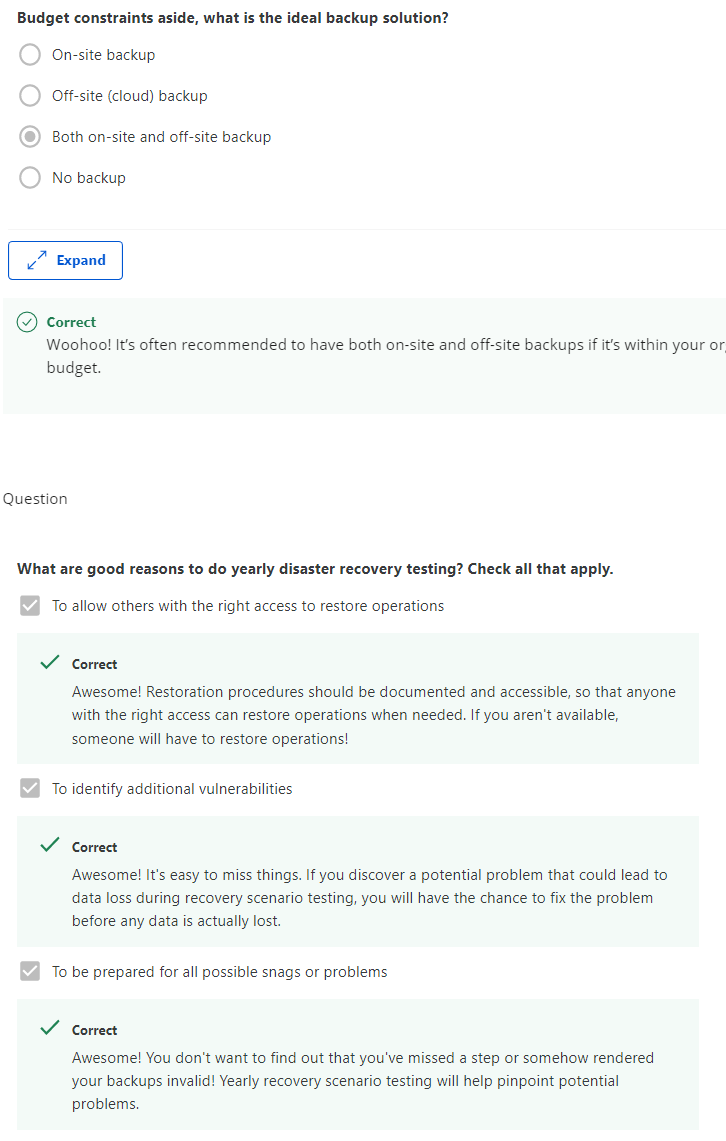 Budget constraints aside, what is the ideal backup solution?
On-site backup
Off-site (cloud) backup
Both on-site and off-site backup
No backup
Expand
Correct
Woohoo! It’s often recommended to have both on-site and off-site backups if it’s within your or
budget.
Question
What are good reasons to do yearly disaster recovery testing? Check all that apply.
To allow others with the right access to restore operations
Correct
Awesome! Restoration procedures should be documented and accessible, so that anyone
with the right access can restore operations when needed. If you aren't available,
someone will have to restore operations!
To identify additional vulnerabilities
Correct
Awesome! It's easy to miss things. If you discover a potential problem that could lead to
data loss during recovery scenario testing, you will have the chance to fix the problem
before any data is actually lost.
To be prepared for all possible snags or problems
Correct
Awesome! You don't want to find out that you've missed a step or somehow rendered
your backups invalid! Yearly recovery scenario testing will help pinpoint potential
problems.